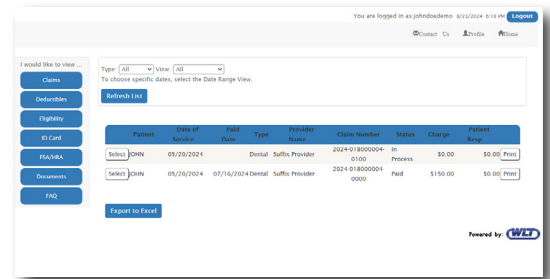 You are logged in as:johndoedemo 8/23/2024 6:18 PM Logout
Contact Us Profile Home
I would like to view ...
Claims
Deductibles
Eligibility
ID Card
FSA/HRA
Documents
FAQ
Type: All View: All
To choose specific dates, select the Date Range View.
Refresh List
Patient Date of Service Paid Date Type Provider Name Claim Number Status Charge Patient Resp
Select JOHN 05/20/2024 Dental Suffix Provider 2024-018000004-0100 In Process $0.00 $0.00 Print
Select JOHN 05/20/2024 07/16/2024 Dental Suffix Provider 2024-018000004-0000 Paid $150.00 $0.00 Print
Export to Excel
Powered by: WLT